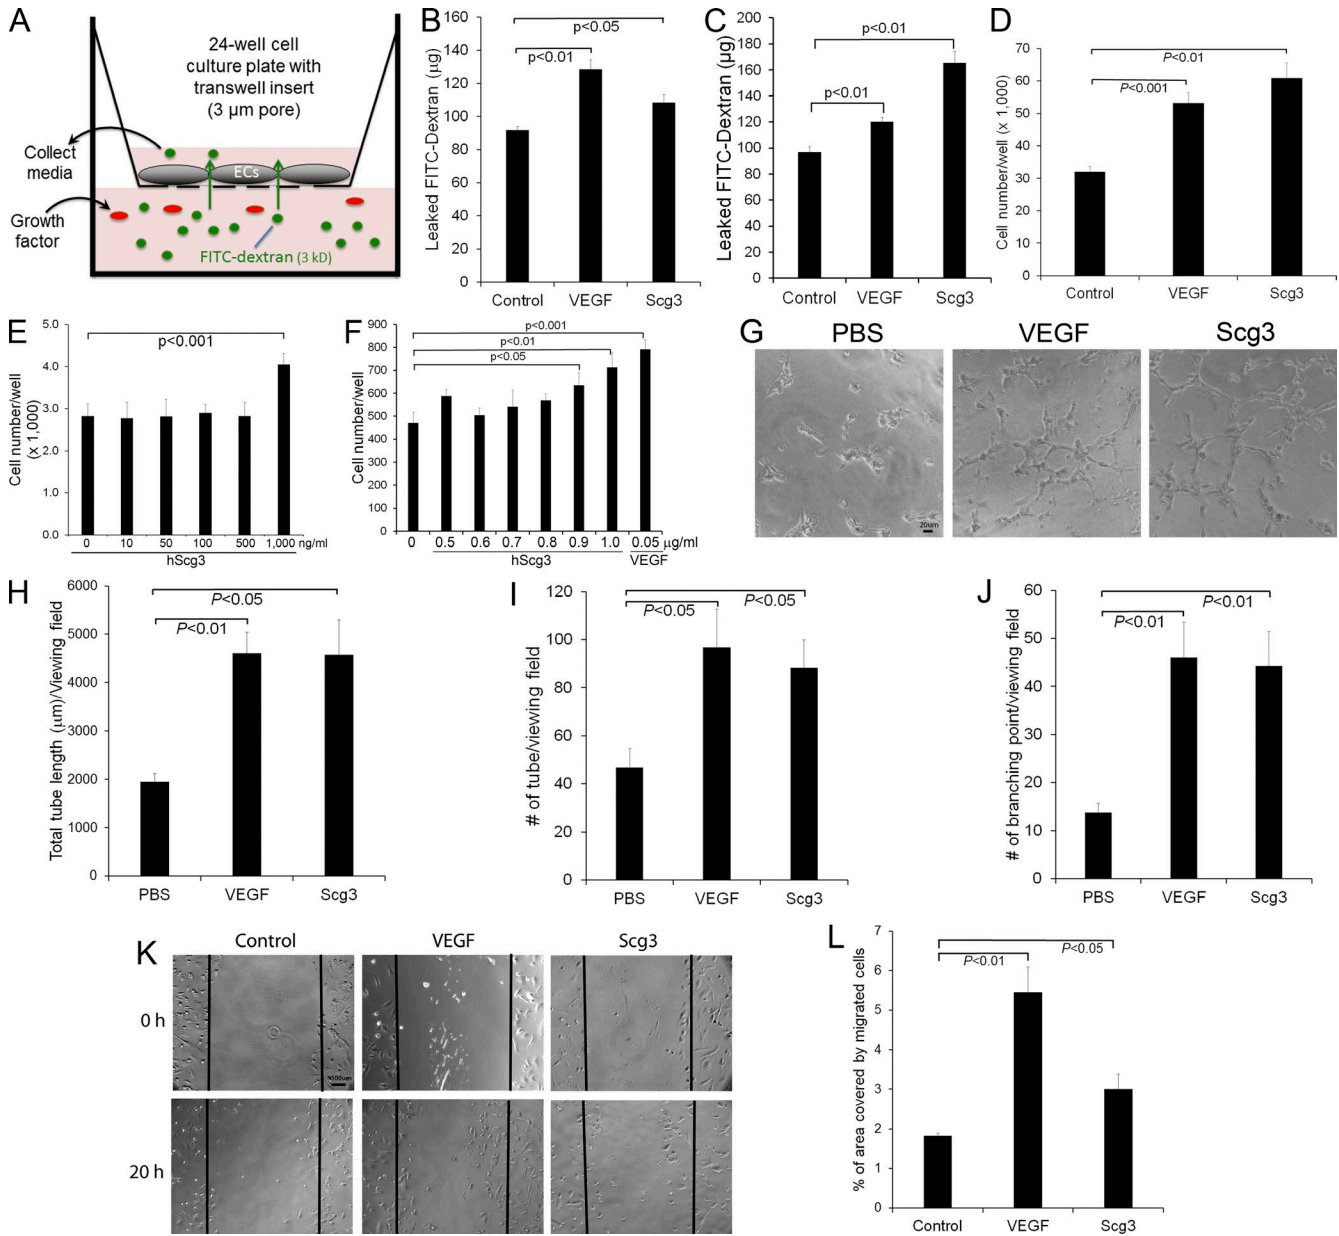 A
24-well cell
culture plate with
transwell insert
(3 µm pore)
Collect
media
ECs
Growth
factor
FITC-dextran (3 kD)
B
Leaked FITC-Dextran (µg)
160
140
120
100
80
60
40
20
0
p<0.05
p<0.01
Control VEGF Scg3
C
Leaked FITC-Dextran (µg)
200
180
160
140
120
100
80
60
40
20
0
p<0.01
p<0.01
Control VEGF Scg3
D
Cell number/well (x 1,000)
70
60
50
40
30
20
10
0
P<0.01
P<0.001
Control VEGF Scg3
E
Cell number/well
(x 1,000)
5.0
4.0
3.0
2.0
1.0
0.0
p<0.001
0 10 50 100 500 1,000 ng/ml
hScg3
F
Cell number/well
900
800
700
600
500
400
300
200
100
0
p<0.001
p<0.01
p<0.05
0 0.5 0.6 0.7 0.8 0.9 1.0 0.05 µg/ml
hScg3 VEGF
G
PBS VEGF Scg3
20um
H
Total tube length (µm)/Viewing field
6000
5000
4000
3000
2000
1000
0
P<0.05
P<0.01
PBS VEGF Scg3
I
# of tube/viewing field
120
100
80
60
40
20
0
P<0.05
P<0.05
PBS VEGF Scg3
J
# of branching point/viewing field
60
50
40
30
20
10
0
P<0.01
P<0.01
PBS VEGF Scg3
K
Control VEGF Scg3
0 h
100um
20 h
L
% of area covered by migrated cells
7
6
5
4
3
2
1
0
P<0.05
P<0.01
Control VEGF Scg3